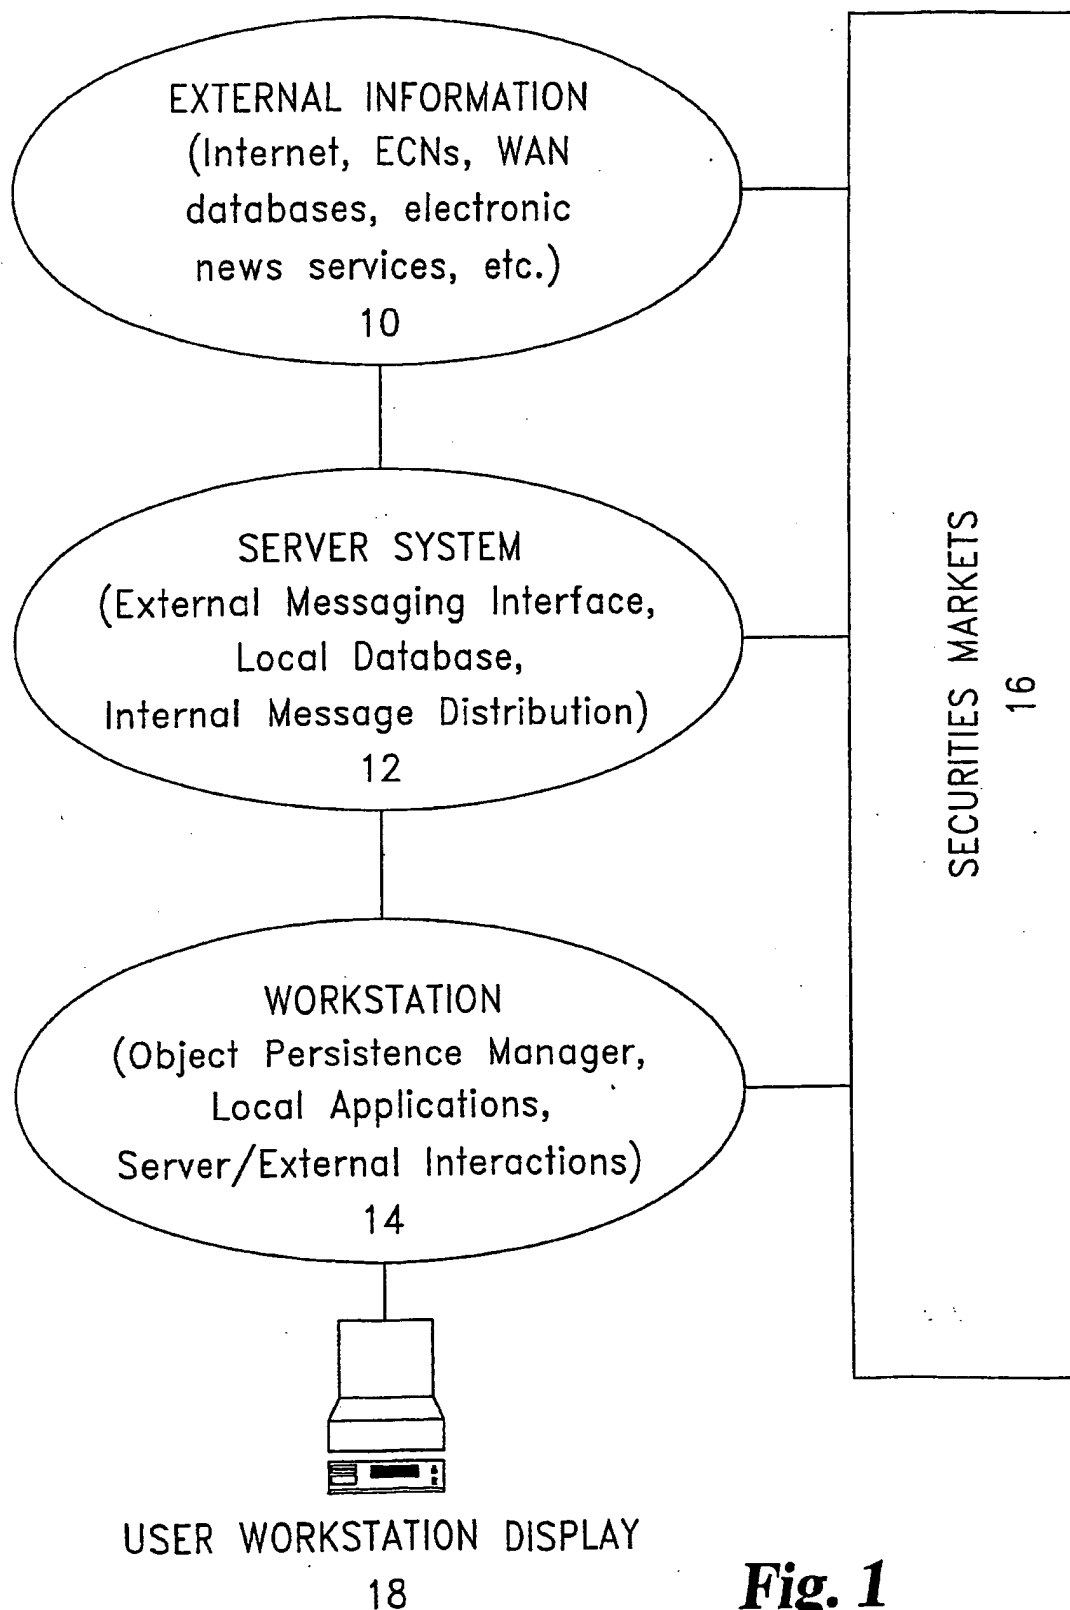 EXTERNAL INFORMATION
(Internet, ECNs, WAN
databases, electronic
news services, etc.)
10
SERVER SYSTEM
(External Messaging Interface,
Local Database,
Internal Message Distribution)
12
WORKSTATION
(Object Persistence Manager,
Local Applications,
Server/External Interactions)
14
USER WORKSTATION DISPLAY
18
SECURITIES MARKETS
16
Fig. 1